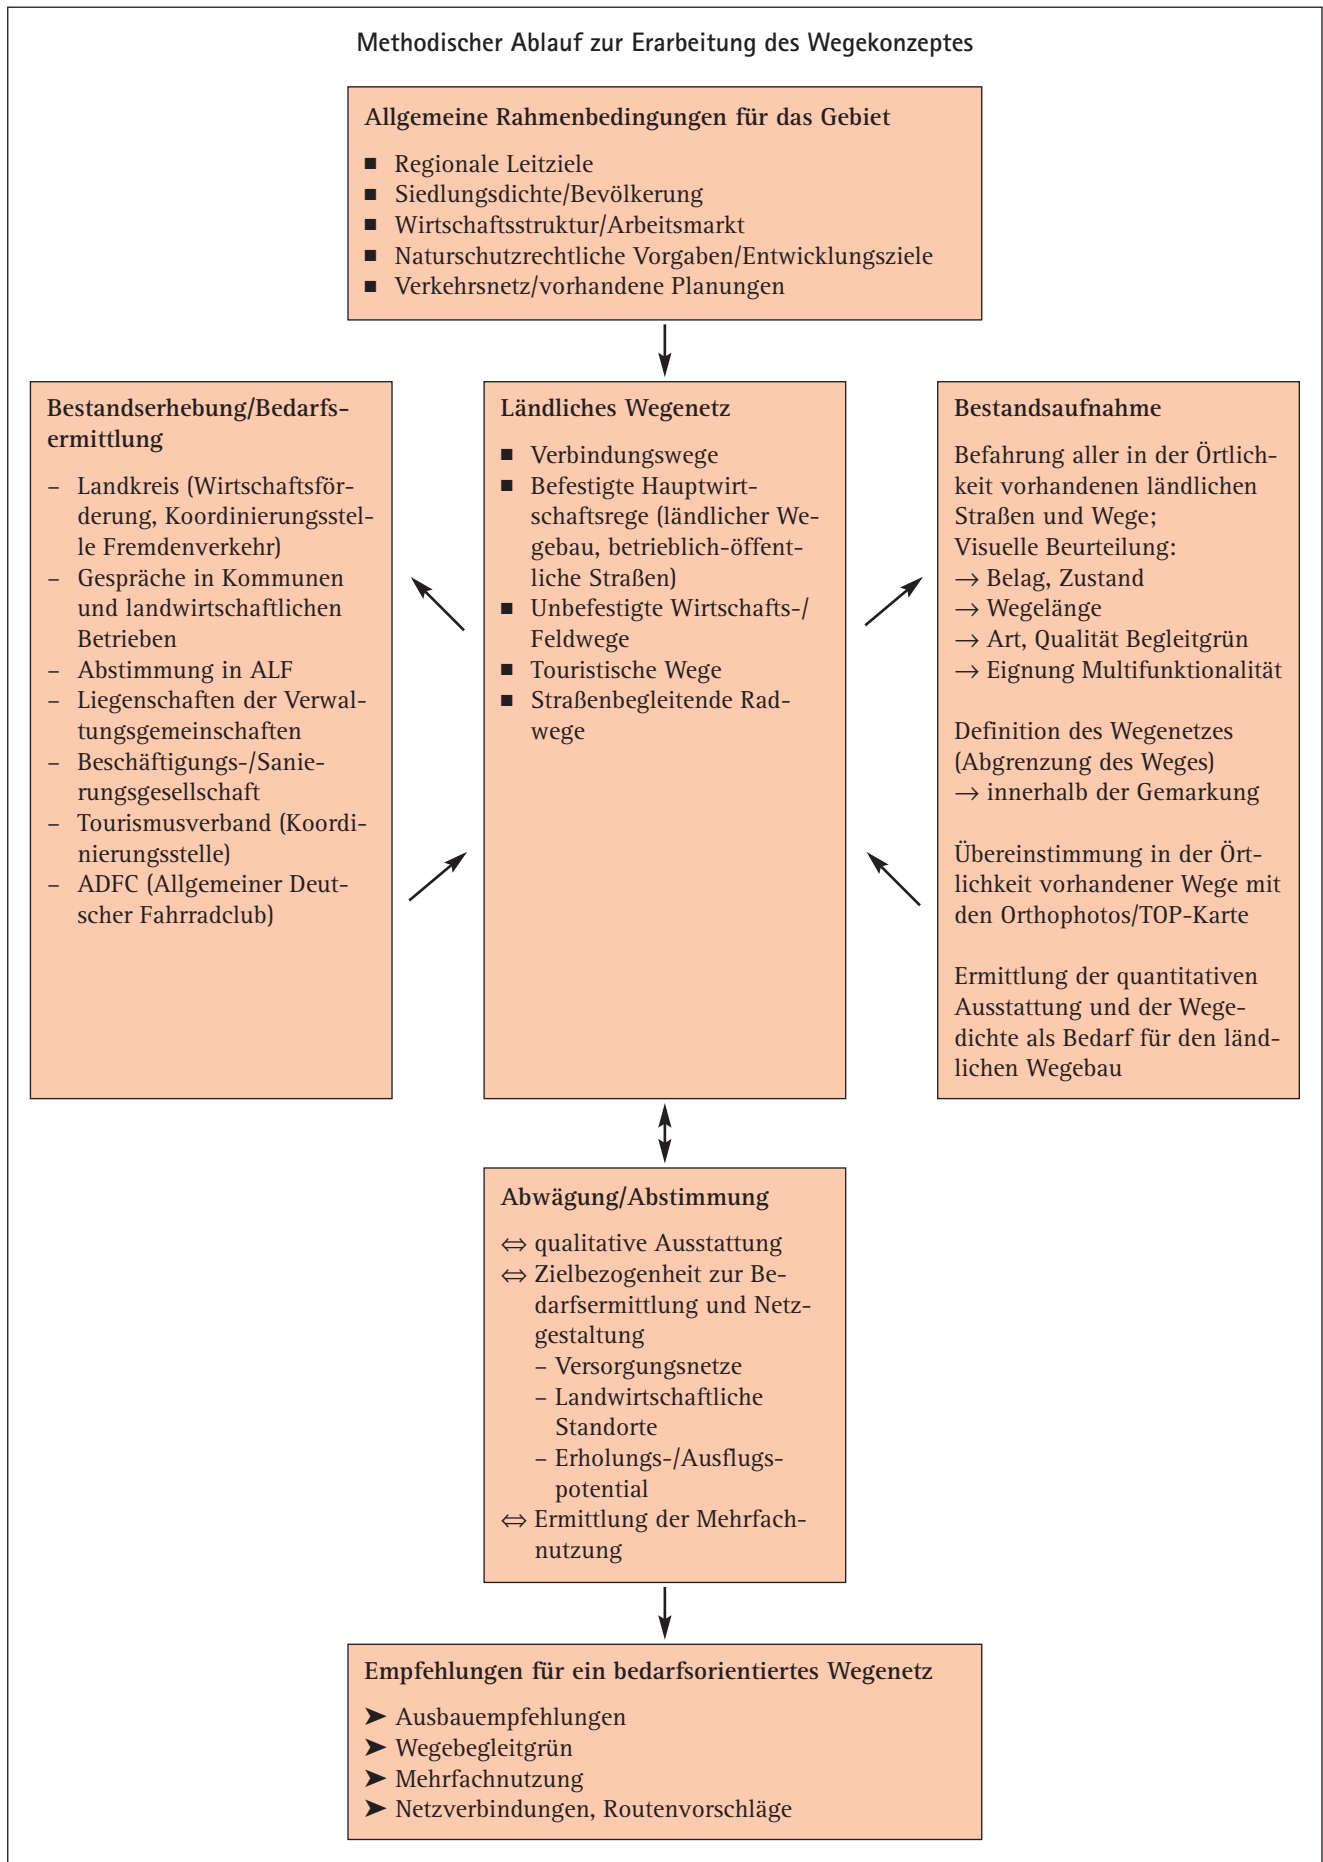 Methodischer Ablauf zur Erarbeitung des Wegekonzeptes
Allgemeine Rahmenbedingungen für das Gebiet
■ Regionale Leitziele
■ Siedlungsdichte/Bevölkerung
■ Wirtschaftsstruktur/Arbeitsmarkt
■ Naturschutzrechtliche Vorgaben/Entwicklungsziele
■ Verkehrsnetz/vorhandene Planungen
Bestandserhebung/Bedarfs-
ermittlung
– Landkreis (Wirtschaftsför-
derung, Koordinierungsstel-
le Fremdenverkehr)
– Gespräche in Kommunen
und landwirtschaftlichen
Betrieben
– Abstimmung in ALF
– Liegenschaften der Verwal-
tungsgemeinschaften
– Beschäftigungs-/Sanie-
rungsgesellschaft
– Tourismusverband (Koordi-
nierungsstelle)
– ADFC (Allgemeiner Deut-
scher Fahrradclub)
Ländliches Wegenetz
■ Verbindungswege
■ Befestigte Hauptwirt-
schaftsrege (ländlicher We-
gebau, betrieblich-öffent-
liche Straßen)
■ Unbefestigte Wirtschafts-/
Feldwege
■ Touristische Wege
■ Straßenbegleitende Rad-
wege
Bestandsaufnahme
Befahrung aller in der Örtlich-
keit vorhandenen ländlichen
Straßen und Wege;
Visuelle Beurteilung:
→ Belag, Zustand
→ Wegelänge
→ Art, Qualität Begleitgrün
→ Eignung Multifunktionalität
Definition des Wegenetzes
(Abgrenzung des Weges)
→ innerhalb der Gemarkung
Übereinstimmung in der Ört-
lichkeit vorhandener Wege mit
den Orthophotos/TOP-Karte
Ermittlung der quantitativen
Ausstattung und der Wege-
dichte als Bedarf für den länd-
lichen Wegebau
Abwägung/Abstimmung
⇔ qualitative Ausstattung
⇔ Zielbezogenheit zur Be-
darfsermittlung und Netz-
gestaltung
– Versorgungsnetze
– Landwirtschaftliche
Standorte
– Erholungs-/Ausflugs-
potential
⇔ Ermittlung der Mehrfach-
nutzung
Empfehlungen für ein bedarfsorientiertes Wegenetz
➤ Ausbauempfehlungen
➤ Wegebegleitgrün
➤ Mehrfachnutzung
➤ Netzverbindungen, Routenvorschläge